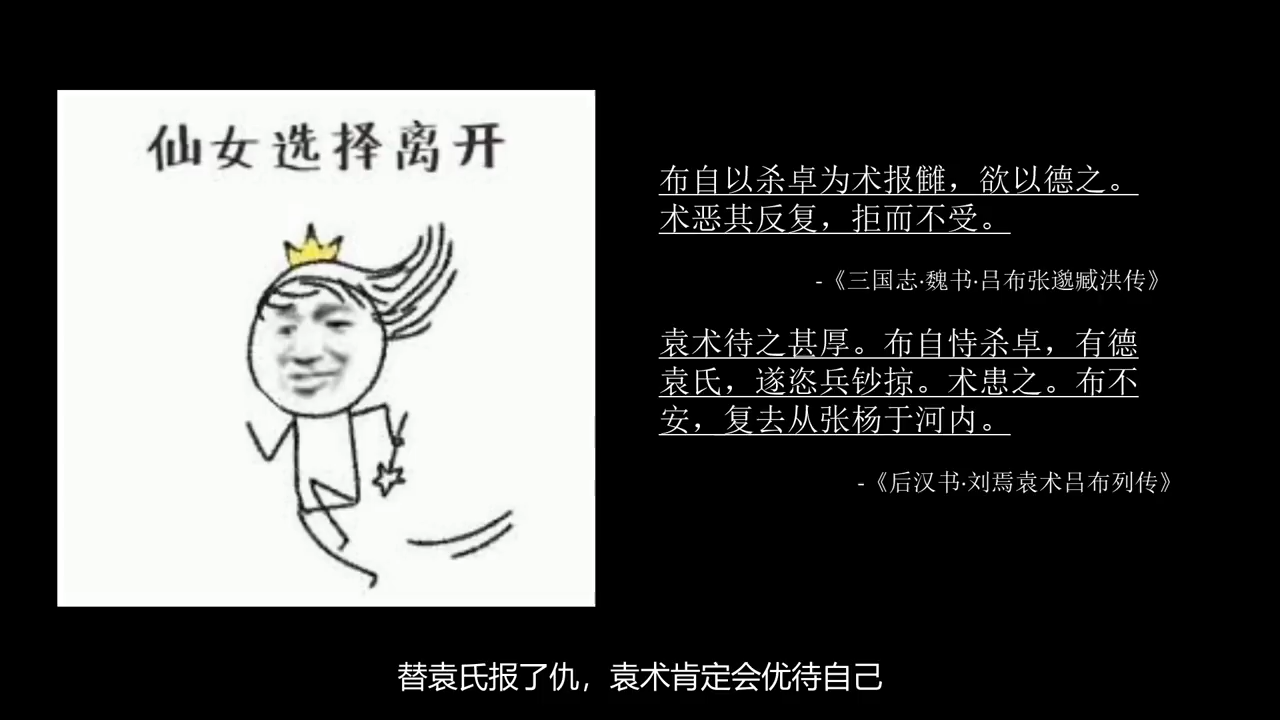 仙女选择离开
布自以杀卓为术报雠，欲以德之。
术恶其反复，拒而不受。
-《三国志·魏书·吕布张邈臧洪传》
袁术待之甚厚。布自恃杀卓，有德
袁氏，遂恣兵钞掠。术患之。布不
安，复去从张杨于河内。
-《后汉书·刘焉袁术吕布列传》
替袁氏报了仇，袁术肯定会优待自己